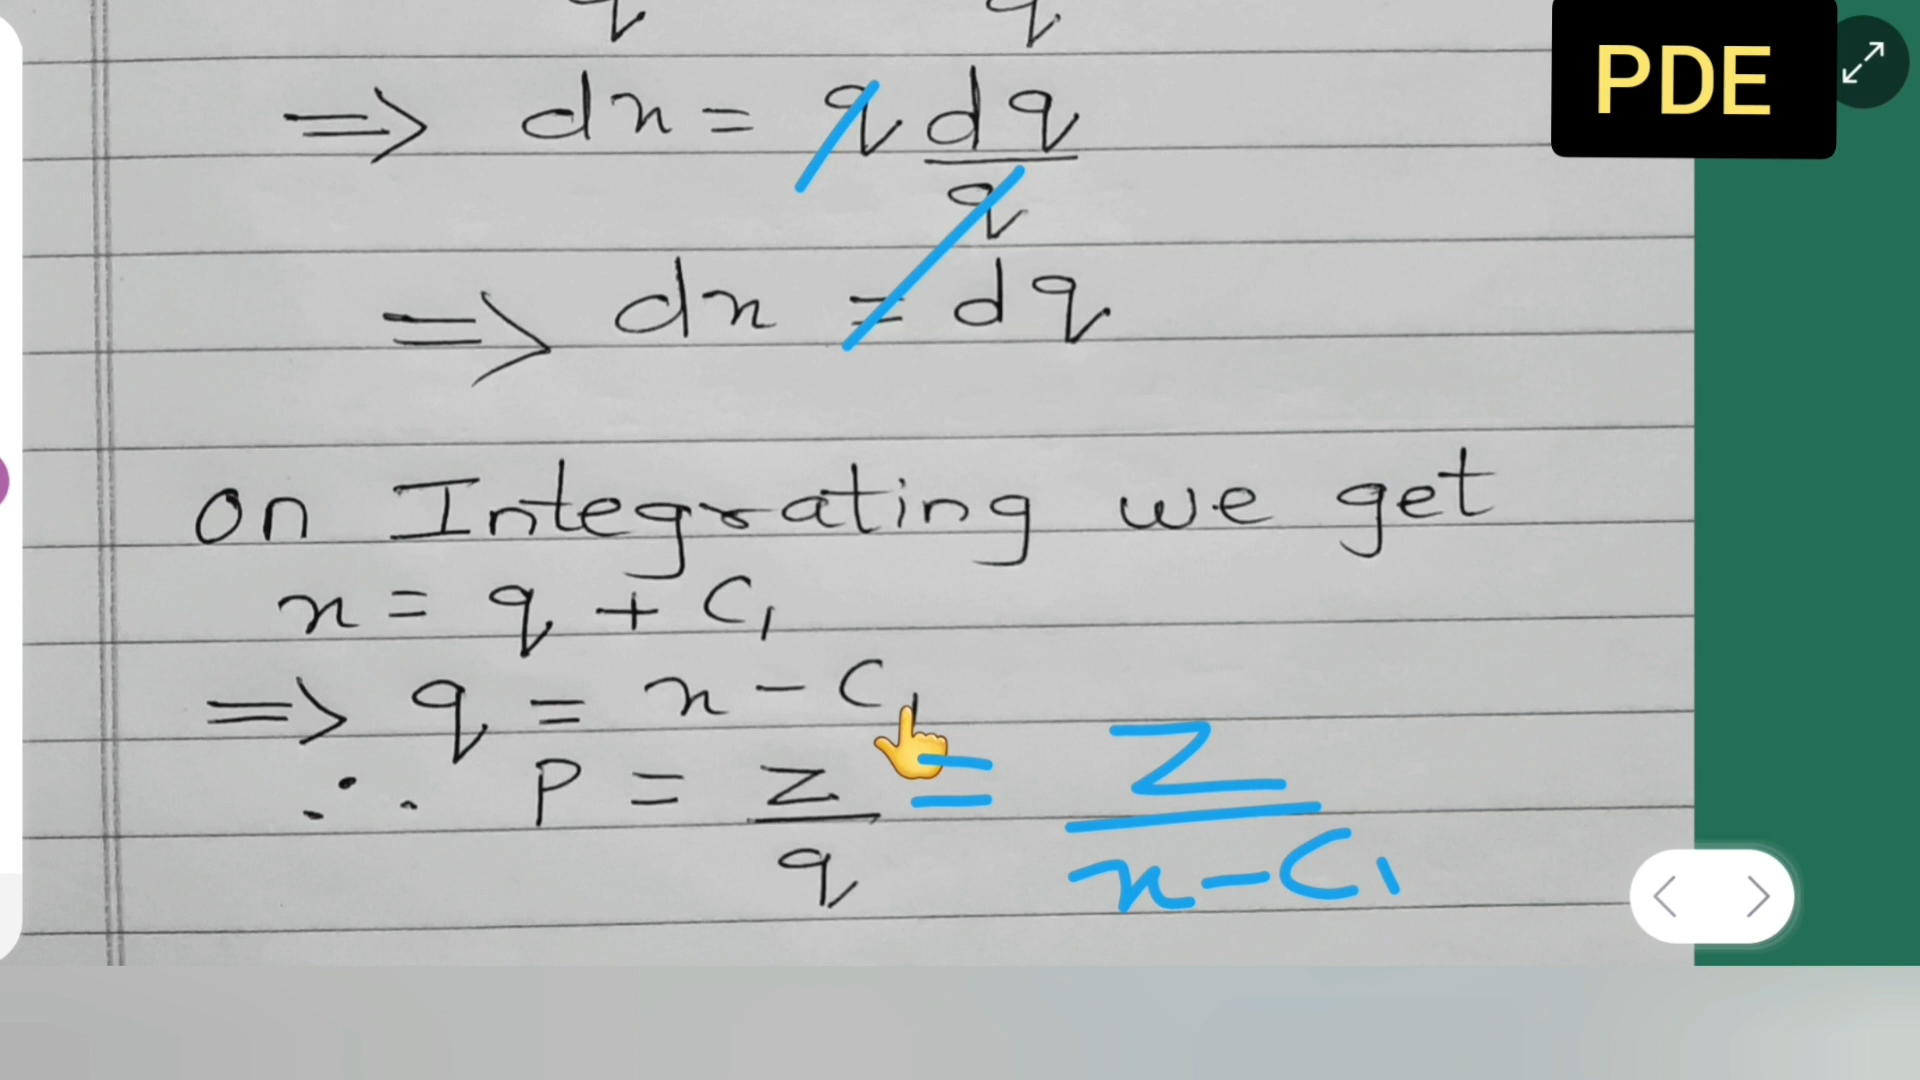 q q
PDE
⇒ dx = q dq/q
⇒ dx = dq
on Integrating we get
x = q + C₁
⇒ q = x - C₁
∴ p = z/q = z/x-C₁